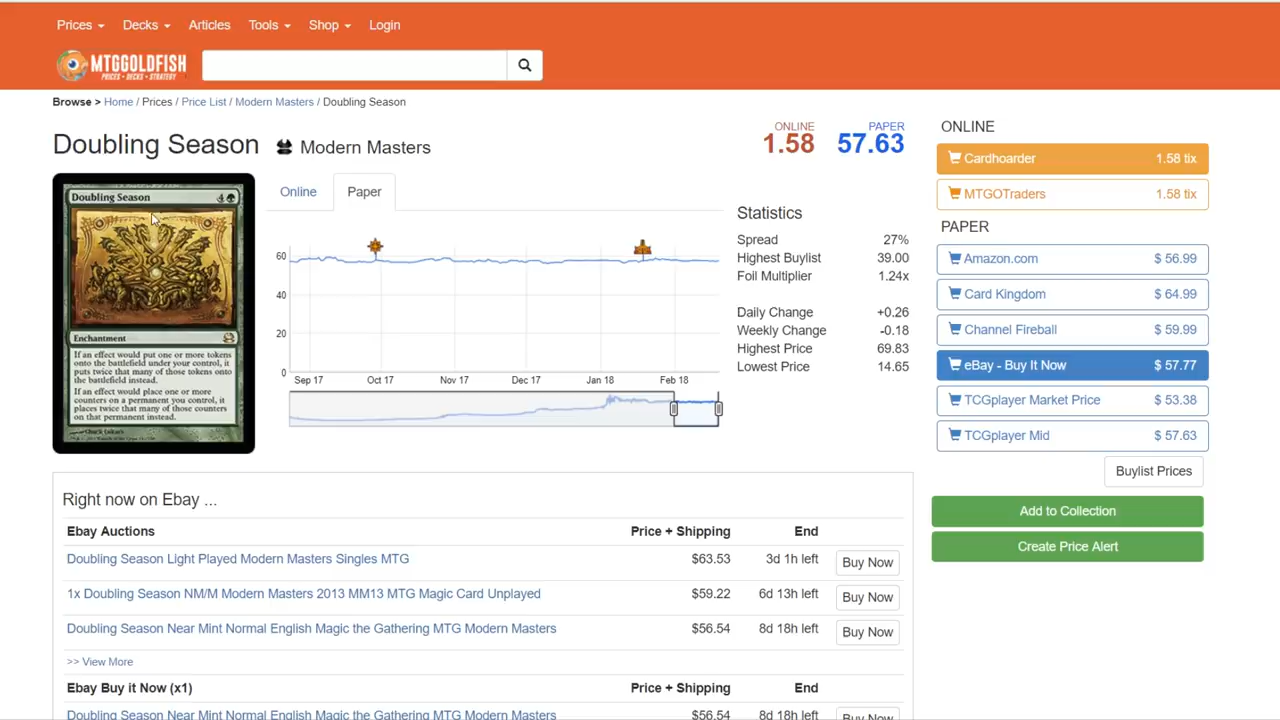 Prices Decks Articles Tools Shop Login
MTGGOLDFISH
PRICES • DECKS • STRATEGY
Browse > Home / Prices / Price List / Modern Masters / Doubling Season
Doubling Season Modern Masters
ONLINE
1.58
PAPER
57.63
Doubling Season 4
Enchantment
If an effect would put one or more tokens
onto the battlefield under your control, it
puts twice that many of those tokens onto
the battlefield instead.
If an effect would place one or more
counters on a permanent you control, it
places twice that many of those counters
on that permanent instead.
Online Paper
60
40
20
0
Sep 17 Oct 17 Nov 17 Dec 17 Jan 18 Feb 18
Statistics
Spread 27%
Highest Buylist 39.00
Foil Multiplier 1.24x
Daily Change +0.26
Weekly Change -0.18
Highest Price 69.83
Lowest Price 14.65
ONLINE
Cardhoarder 1.58 tix
MTGOTraders 1.58 tix
PAPER
Amazon.com $ 56.99
Card Kingdom $ 64.99
Channel Fireball $ 59.99
eBay - Buy It Now $ 57.77
TCGplayer Market Price $ 53.38
TCGplayer Mid $ 57.63
Buylist Prices
Add to Collection
Create Price Alert
Right now on Ebay ...
Ebay Auctions Price + Shipping End
Doubling Season Light Played Modern Masters Singles MTG $63.53 3d 1h left Buy Now
1x Doubling Season NM/M Modern Masters 2013 MM13 MTG Magic Card Unplayed $59.22 6d 13h left Buy Now
Doubling Season Near Mint Normal English Magic the Gathering MTG Modern Masters $56.54 8d 18h left Buy Now
>> View More
Ebay Buy it Now (x1) Price + Shipping End
Doubling Season Near Mint Normal English Magic the Gathering MTG Modern Masters $56.54 8d 18h left Buy Now